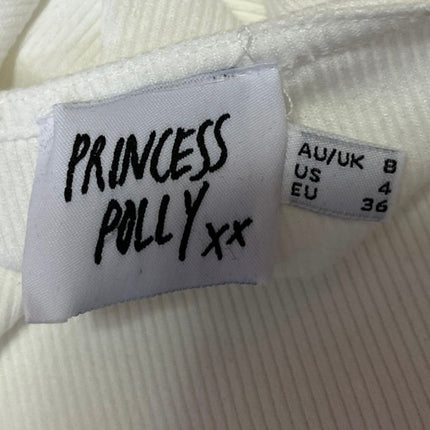 PRINCESS
POLLY xx
AU/UK 8
US 4
EU 36